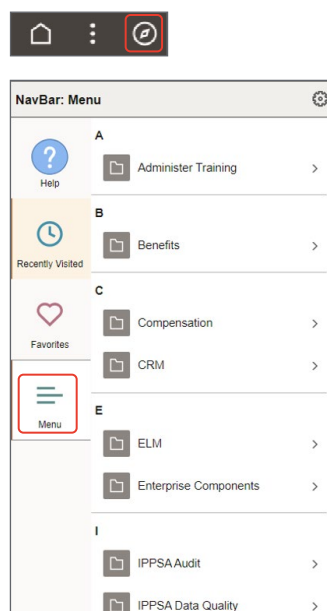 NavBar: Menu
?
Help
Recently Visited
Favorites
Menu
A
Administer Training
B
Benefits
C
Compensation
CRM
E
ELM
Enterprise Components
I
IPPSA Audit
IPPSA Data Quality